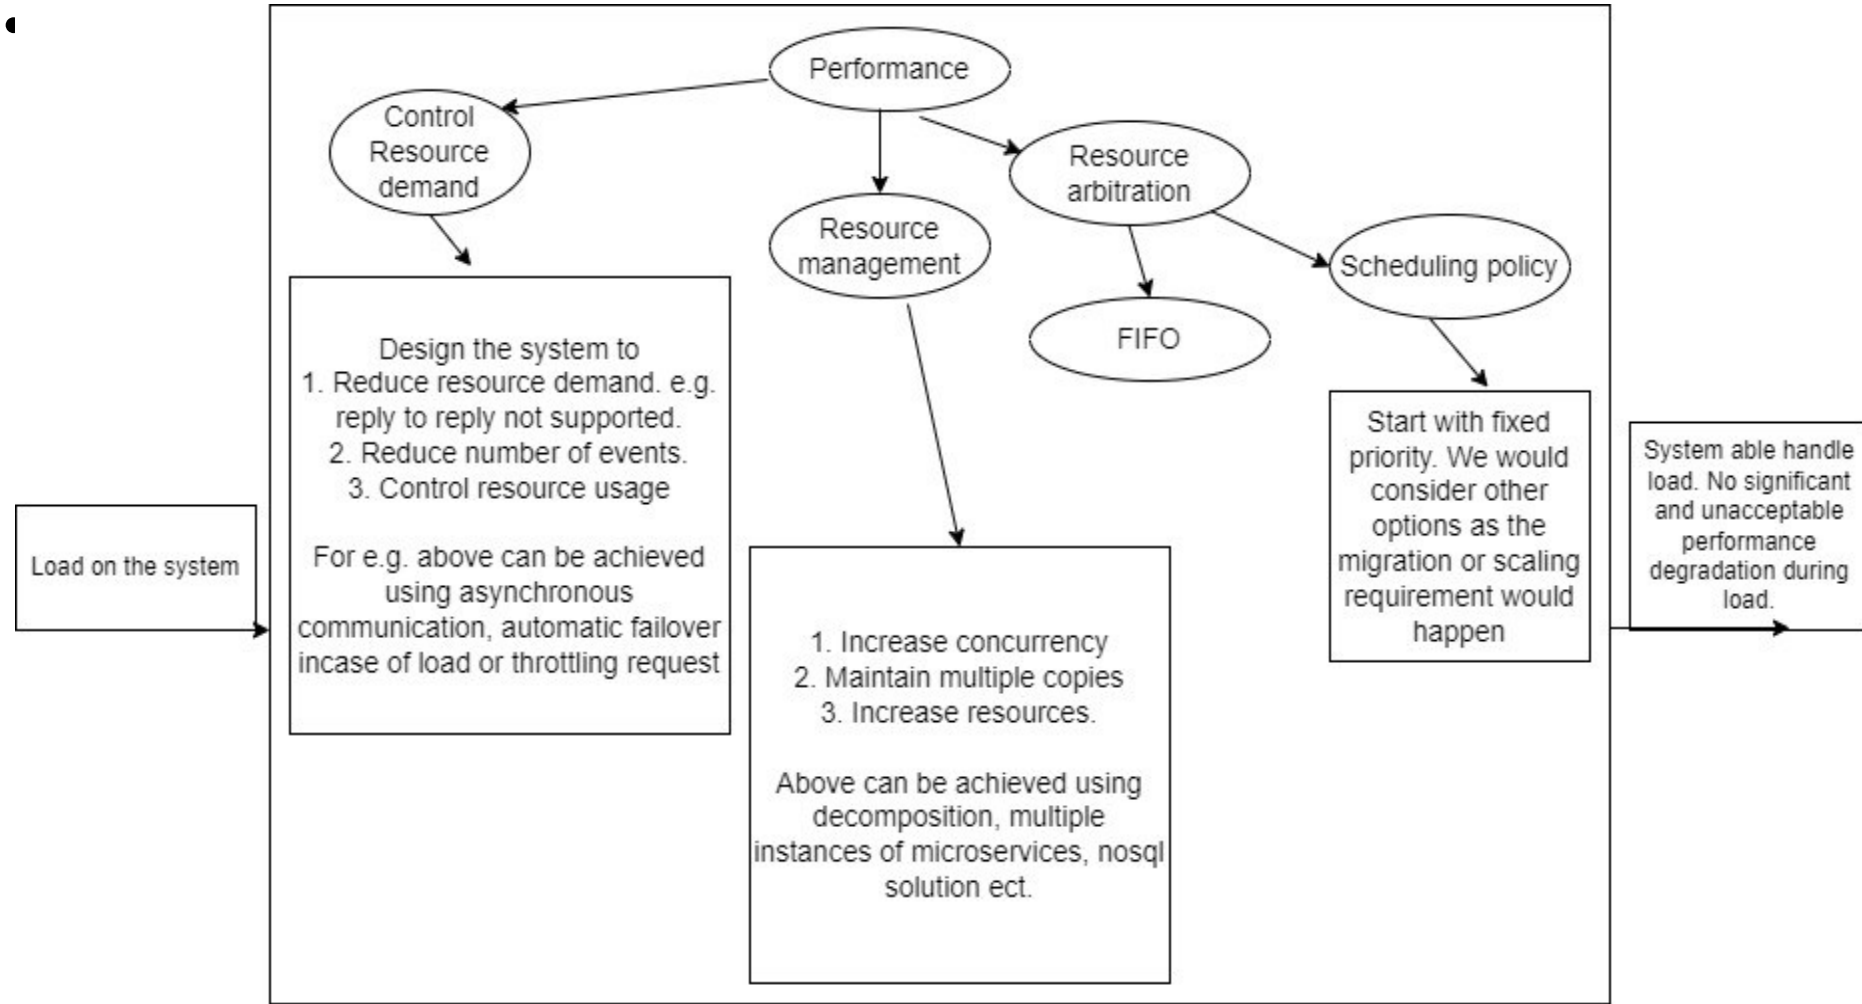 Performance
Control
Resource
demand
Resource
arbitration
Resource
management
Scheduling policy
FIFO
Design the system to
1. Reduce resource demand. e.g.
reply to reply not supported.
2. Reduce number of events.
3. Control resource usage
For e.g. above can be achieved
using asynchronous
communication, automatic failover
incase of load or throttling request
Start with fixed
priority. We would
consider other
options as the
migration or scaling
requirement would
happen
System able handle
load. No significant
and unacceptable
performance
degradation during
load.
Load on the system
1. Increase concurrency
2. Maintain multiple copies
3. Increase resources.
Above can be achieved using
decomposition, multiple
instances of microservices, nosql
solution ect.